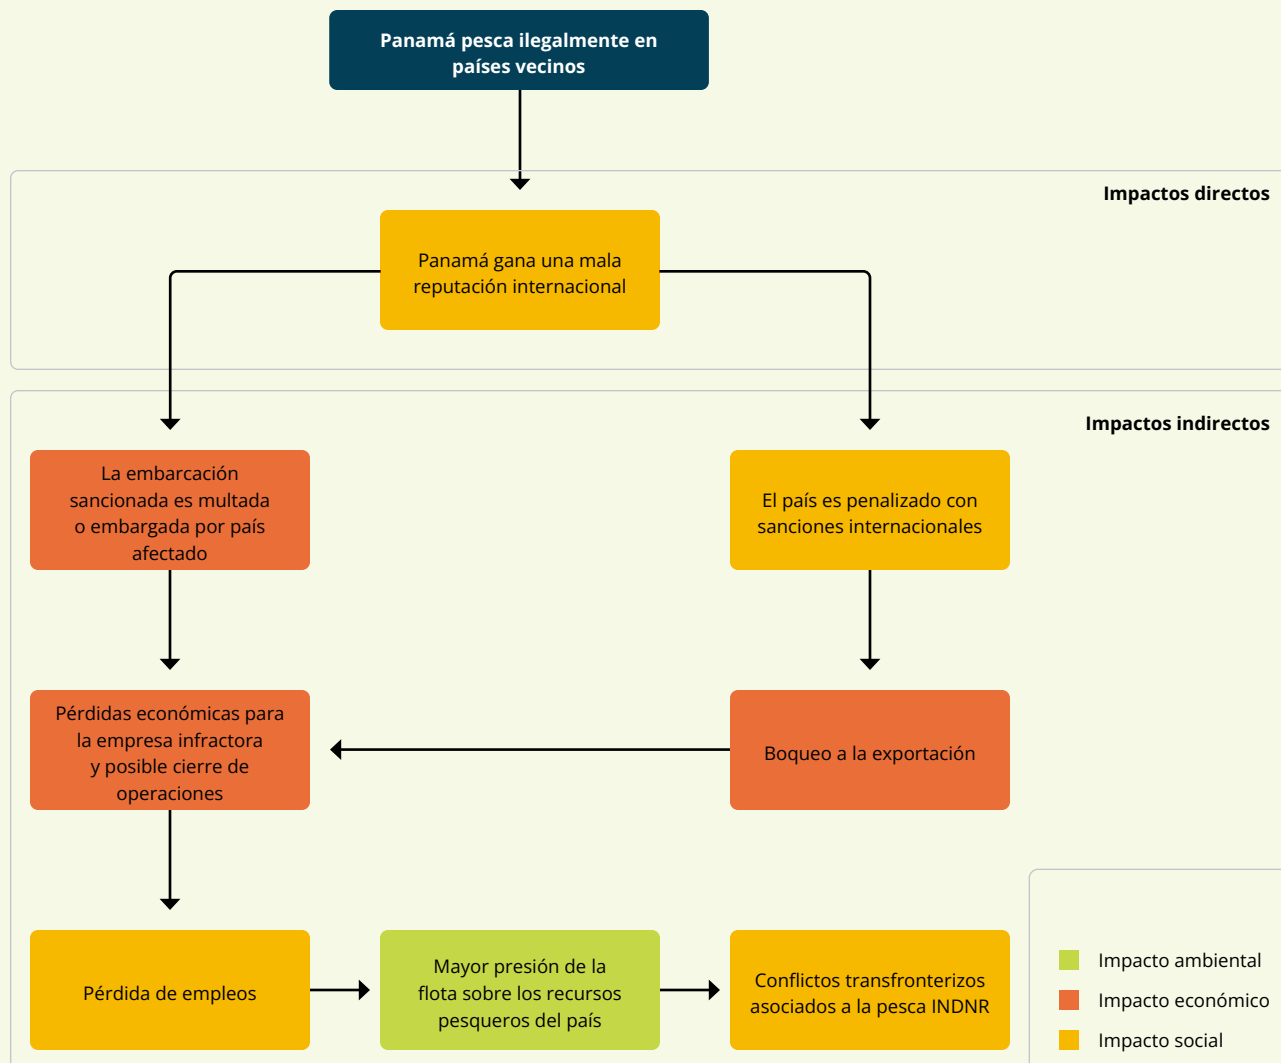 Panamá pesca ilegalmente en
países vecinos
Impactos directos
Panamá gana una mala
reputación internacional
Impactos indirectos
La embarcación
sancionada es multada
o embargada por país
afectado
El país es penalizado con
sanciones internacionales
Pérdidas económicas para
la empresa infractora
y posible cierre de
operaciones
Boqueo a la exportación
Pérdida de empleos
Mayor presión de la
flota sobre los recursos
pesqueros del país
Conflictos transfronterizos
asociados a la pesca INDNR
Impacto ambiental
Impacto económico
Impacto social